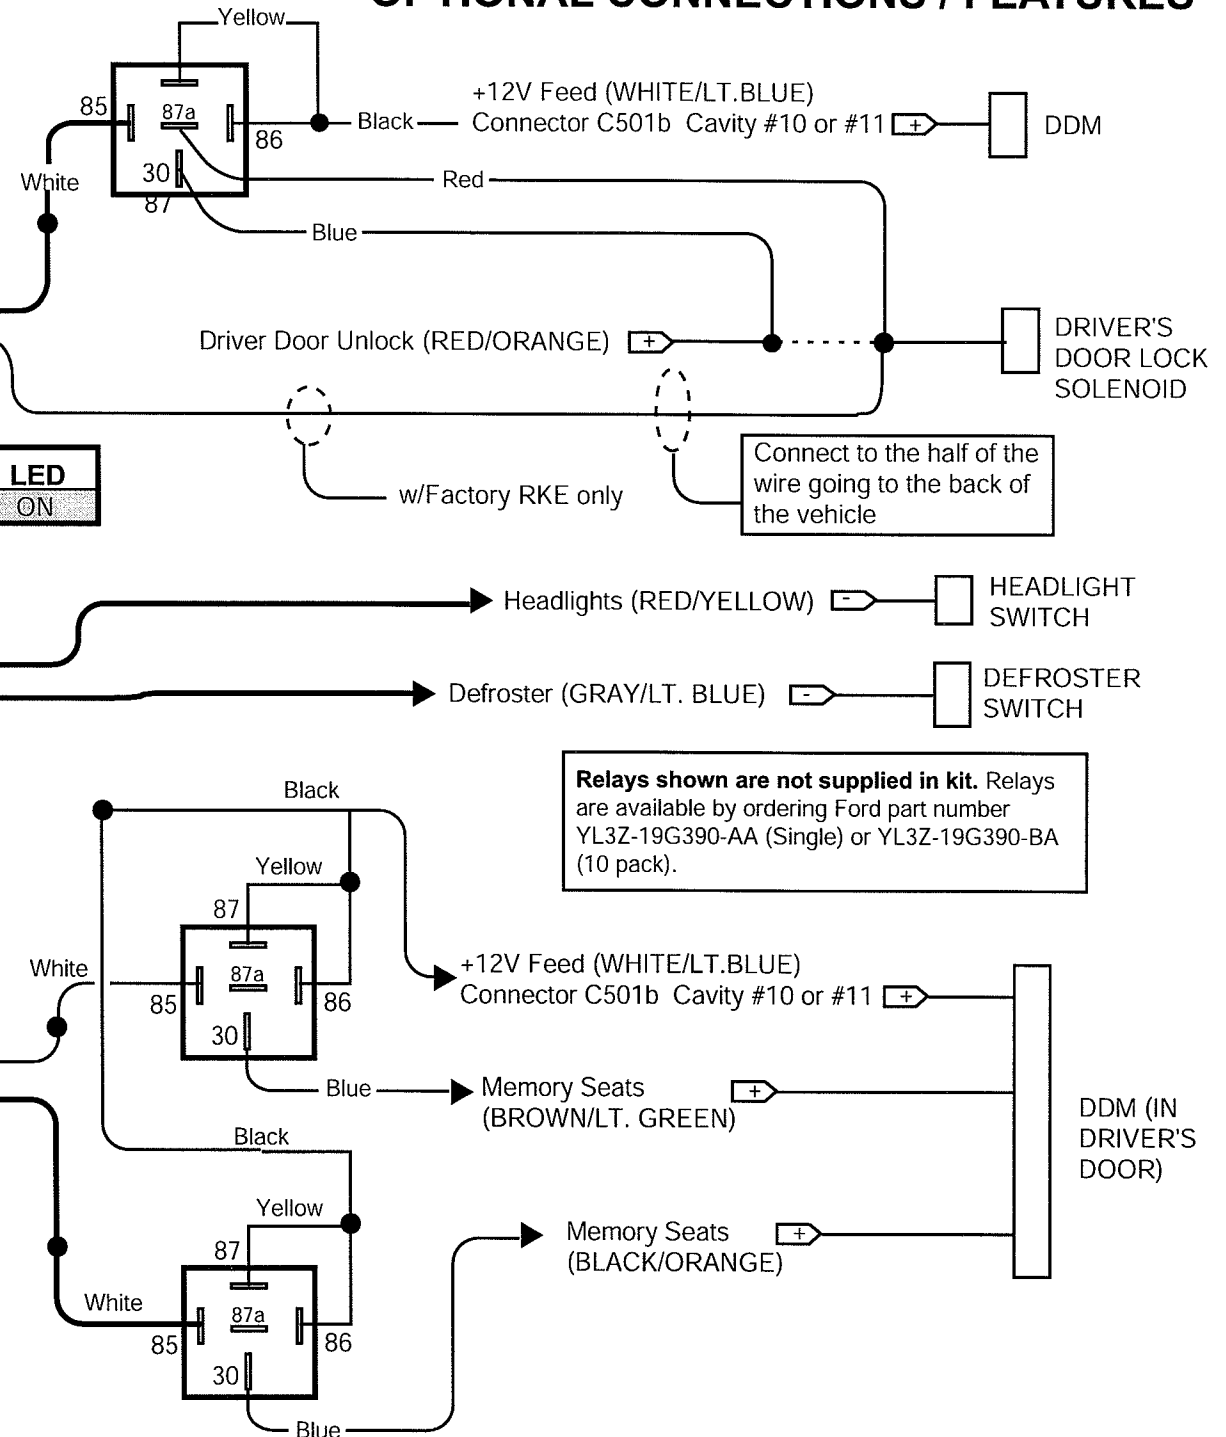 OPTIONAL CONNECTIONS / FEATURES
Yellow
85
87a
86
30
87
White
Black
+12V Feed (WHITE/LT.BLUE)
Connector C501b Cavity #10 or #11
+
DDM
Red
Blue
Driver Door Unlock (RED/ORANGE)
+
DRIVER'S
DOOR LOCK
SOLENOID
LED
ON
w/Factory RKE only
Connect to the half of the
wire going to the back of
the vehicle
Headlights (RED/YELLOW)
-
HEADLIGHT
SWITCH
Defroster (GRAY/LT. BLUE)
-
DEFROSTER
SWITCH
Relays shown are not supplied in kit. Relays
are available by ordering Ford part number
YL3Z-19G390-AA (Single) or YL3Z-19G390-BA
(10 pack).
Black
Yellow
87
White
85
87a
86
30
+12V Feed (WHITE/LT.BLUE)
Connector C501b Cavity #10 or #11
+
Blue
Memory Seats
(BROWN/LT. GREEN)
+
DDM (IN
DRIVER'S
DOOR)
Black
Yellow
87
White
85
87a
86
30
Memory Seats
(BLACK/ORANGE)
+
Blue